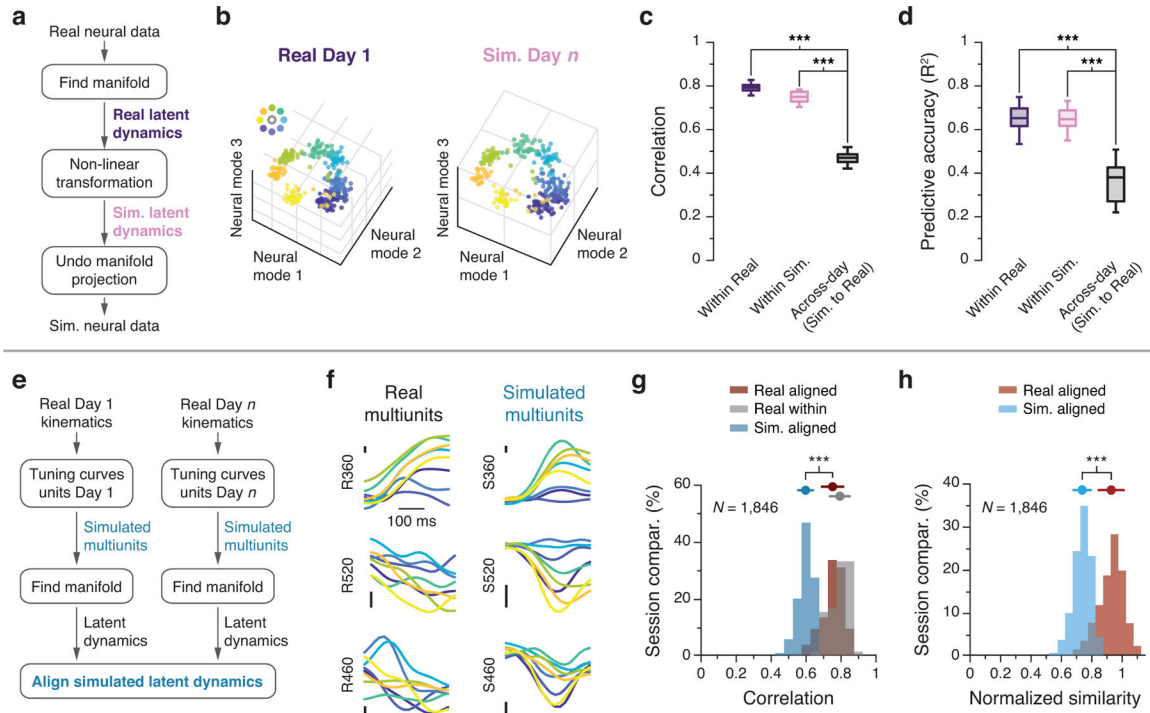 a
Real neural data
Find manifold
Real latent
dynamics
Non-linear
transformation
Sim. latent
dynamics
Undo manifold
projection
Sim. neural data
b
Real Day 1
Neural mode 3
Neural
mode 1
Neural
mode 2
Sim. Day n
Neural mode 3
Neural
mode 1
Neural
mode 2
c
Correlation
1
0.8
0.6
0.4
0.2
0
***
***
Within Real
Within Sim.
Across-day
(Sim. to Real)
d
Predictive accuracy (R²)
1
0.8
0.6
0.4
0.2
0
***
***
Within Real
Within Sim.
Across-day
(Sim. to Real)
e
Real Day 1
kinematics
Real Day n
kinematics
Tuning curves
units Day 1
Tuning curves
units Day n
Simulated
multiunits
Simulated
multiunits
Find manifold
Find manifold
Latent
dynamics
Latent
dynamics
Align simulated latent dynamics
f
Real
multiunits
Simulated
multiunits
R360
S360
100 ms
R520
S520
R460
S460
g
Real aligned
Real within
Sim. aligned
***
N = 1,846
Session compar. (%)
60
40
20
0
0
0.2
0.4
0.6
0.8
1
Correlation
h
Real aligned
Sim. aligned
***
N = 1,846
Session compar. (%)
40
30
20
10
0
0
0.2
0.4
0.6
0.8
1
Normalized similarity